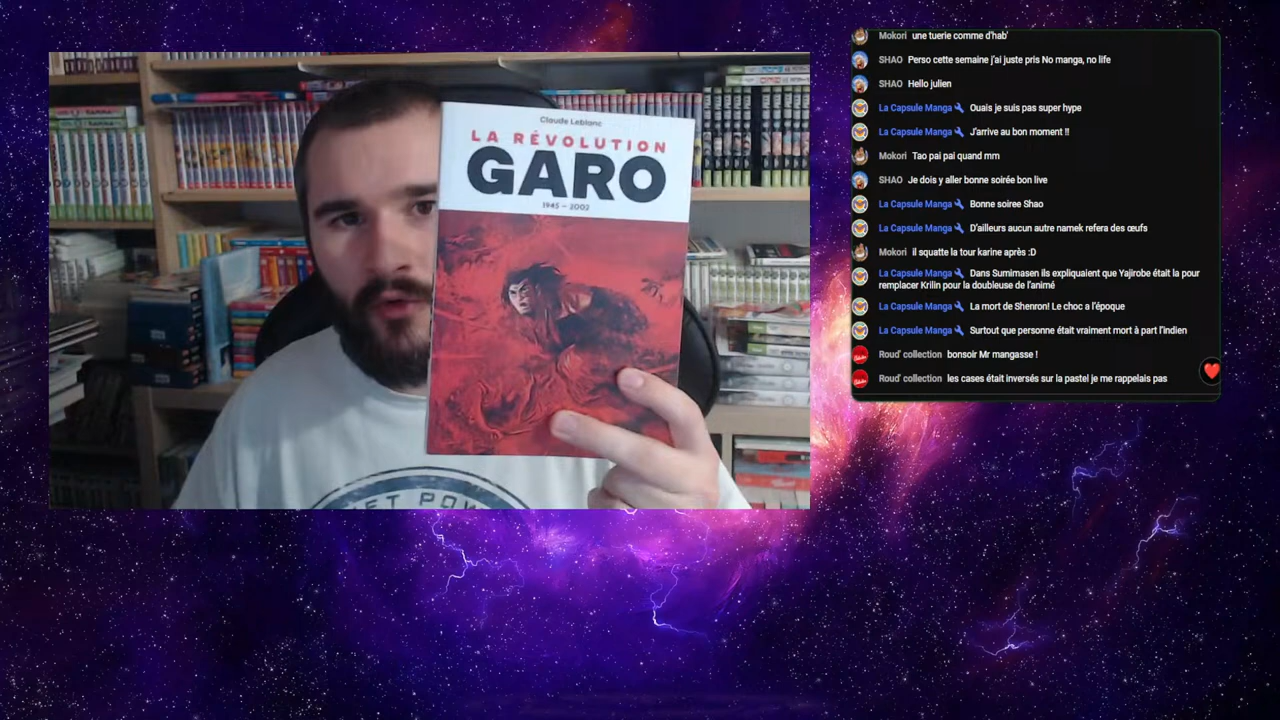 Claude Leblanc
LA RÉVOLUTION
GARO
1945 – 2002
ET POW
Mokori une tuerie comme d'hab'
SHAO Perso cette semaine j'ai juste pris No manga, no life
SHAO Hello julien
La Capsule Manga Ouais je suis pas super hype
La Capsule Manga J'arrive au bon moment !!
Mokori Tao pai pai quand mm
SHAO Je dois y aller bonne soirée bon live
La Capsule Manga Bonne soiree Shao
La Capsule Manga D'ailleurs aucun autre namek refera des œufs
Mokori il squatte la tour karine après :D
La Capsule Manga Dans Sumimasen ils expliquaient que Yajirobe était la pour
remplacer Krilin pour la doubleuse de l'animé
La Capsule Manga La mort de Shenron! Le choc a l'époque
La Capsule Manga Surtout que personne était vraiment mort à part l'indien
Roud' collection bonsoir Mr mangasse !
Roud' collection les cases était inversés sur la pastel je me rappelais pas